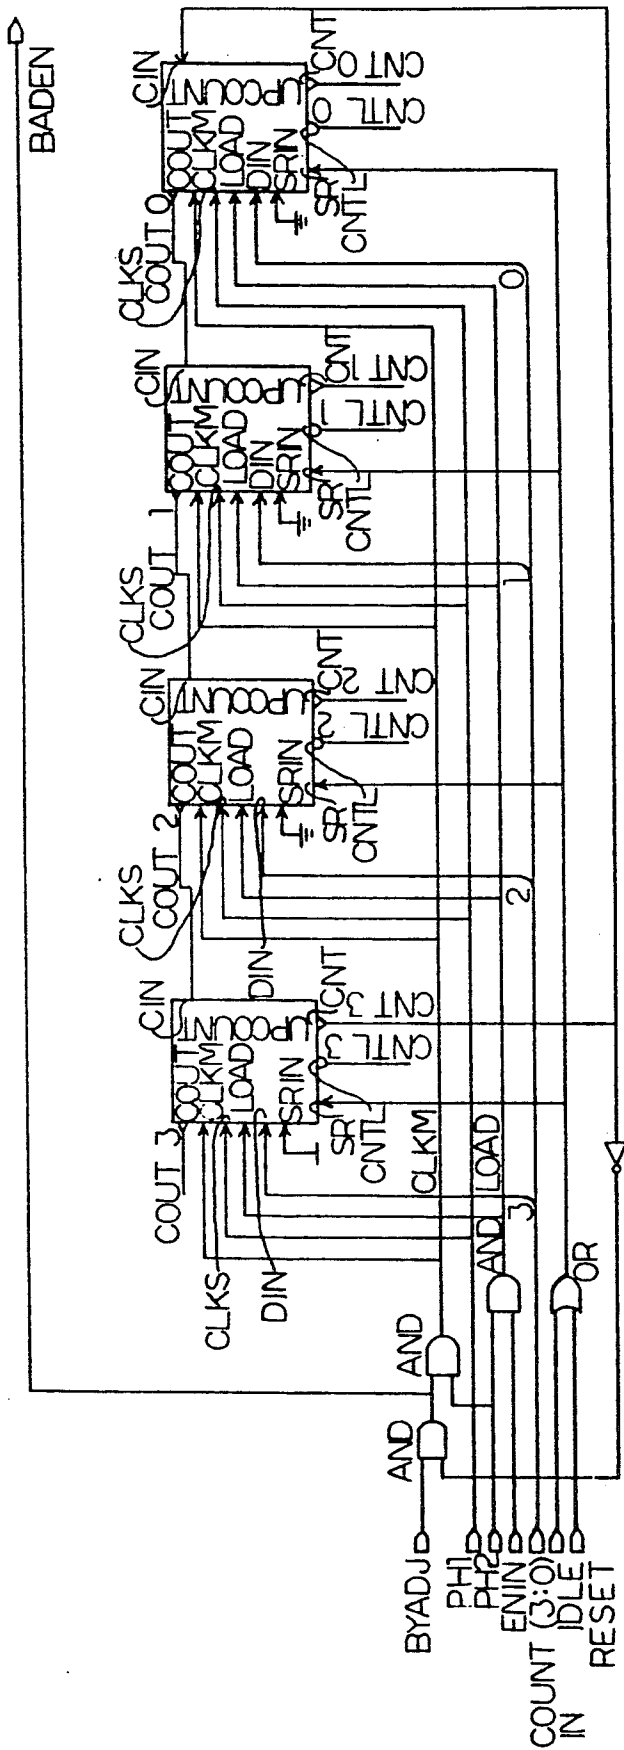 BADEN
CIN
CLKS
COUT 0
COUT
CLKM
LOAD
DIN
SRIN
UPCOUNT
CNT
CNT 0
CNTL 0
SR
CNTL
0
CIN
CLKS
COUT 1
COUT
CLKM
LOAD
DIN
SRIN
UPCOUNT
CNT
CNT 1
CNTL 1
SR
CNTL
1
CIN
CLKS
COUT 2
COUT
CLKM
LOAD
SRIN
UPCOUNT
DIN
CNT
CNT 2
CNTL 2
SR
CNTL
2
CIN
COUT 3
COUT
CLKM
LOAD
SRIN
UPCOUNT
CLKS
DIN
CNT
CNT 3
CNTL 3
SR
CNTL
3
CLKM
LOAD
AND
AND
AND
OR
BYADJ
PH1
PH2
ENIN
COUNT (3:0)
IN
IDLE
RESET